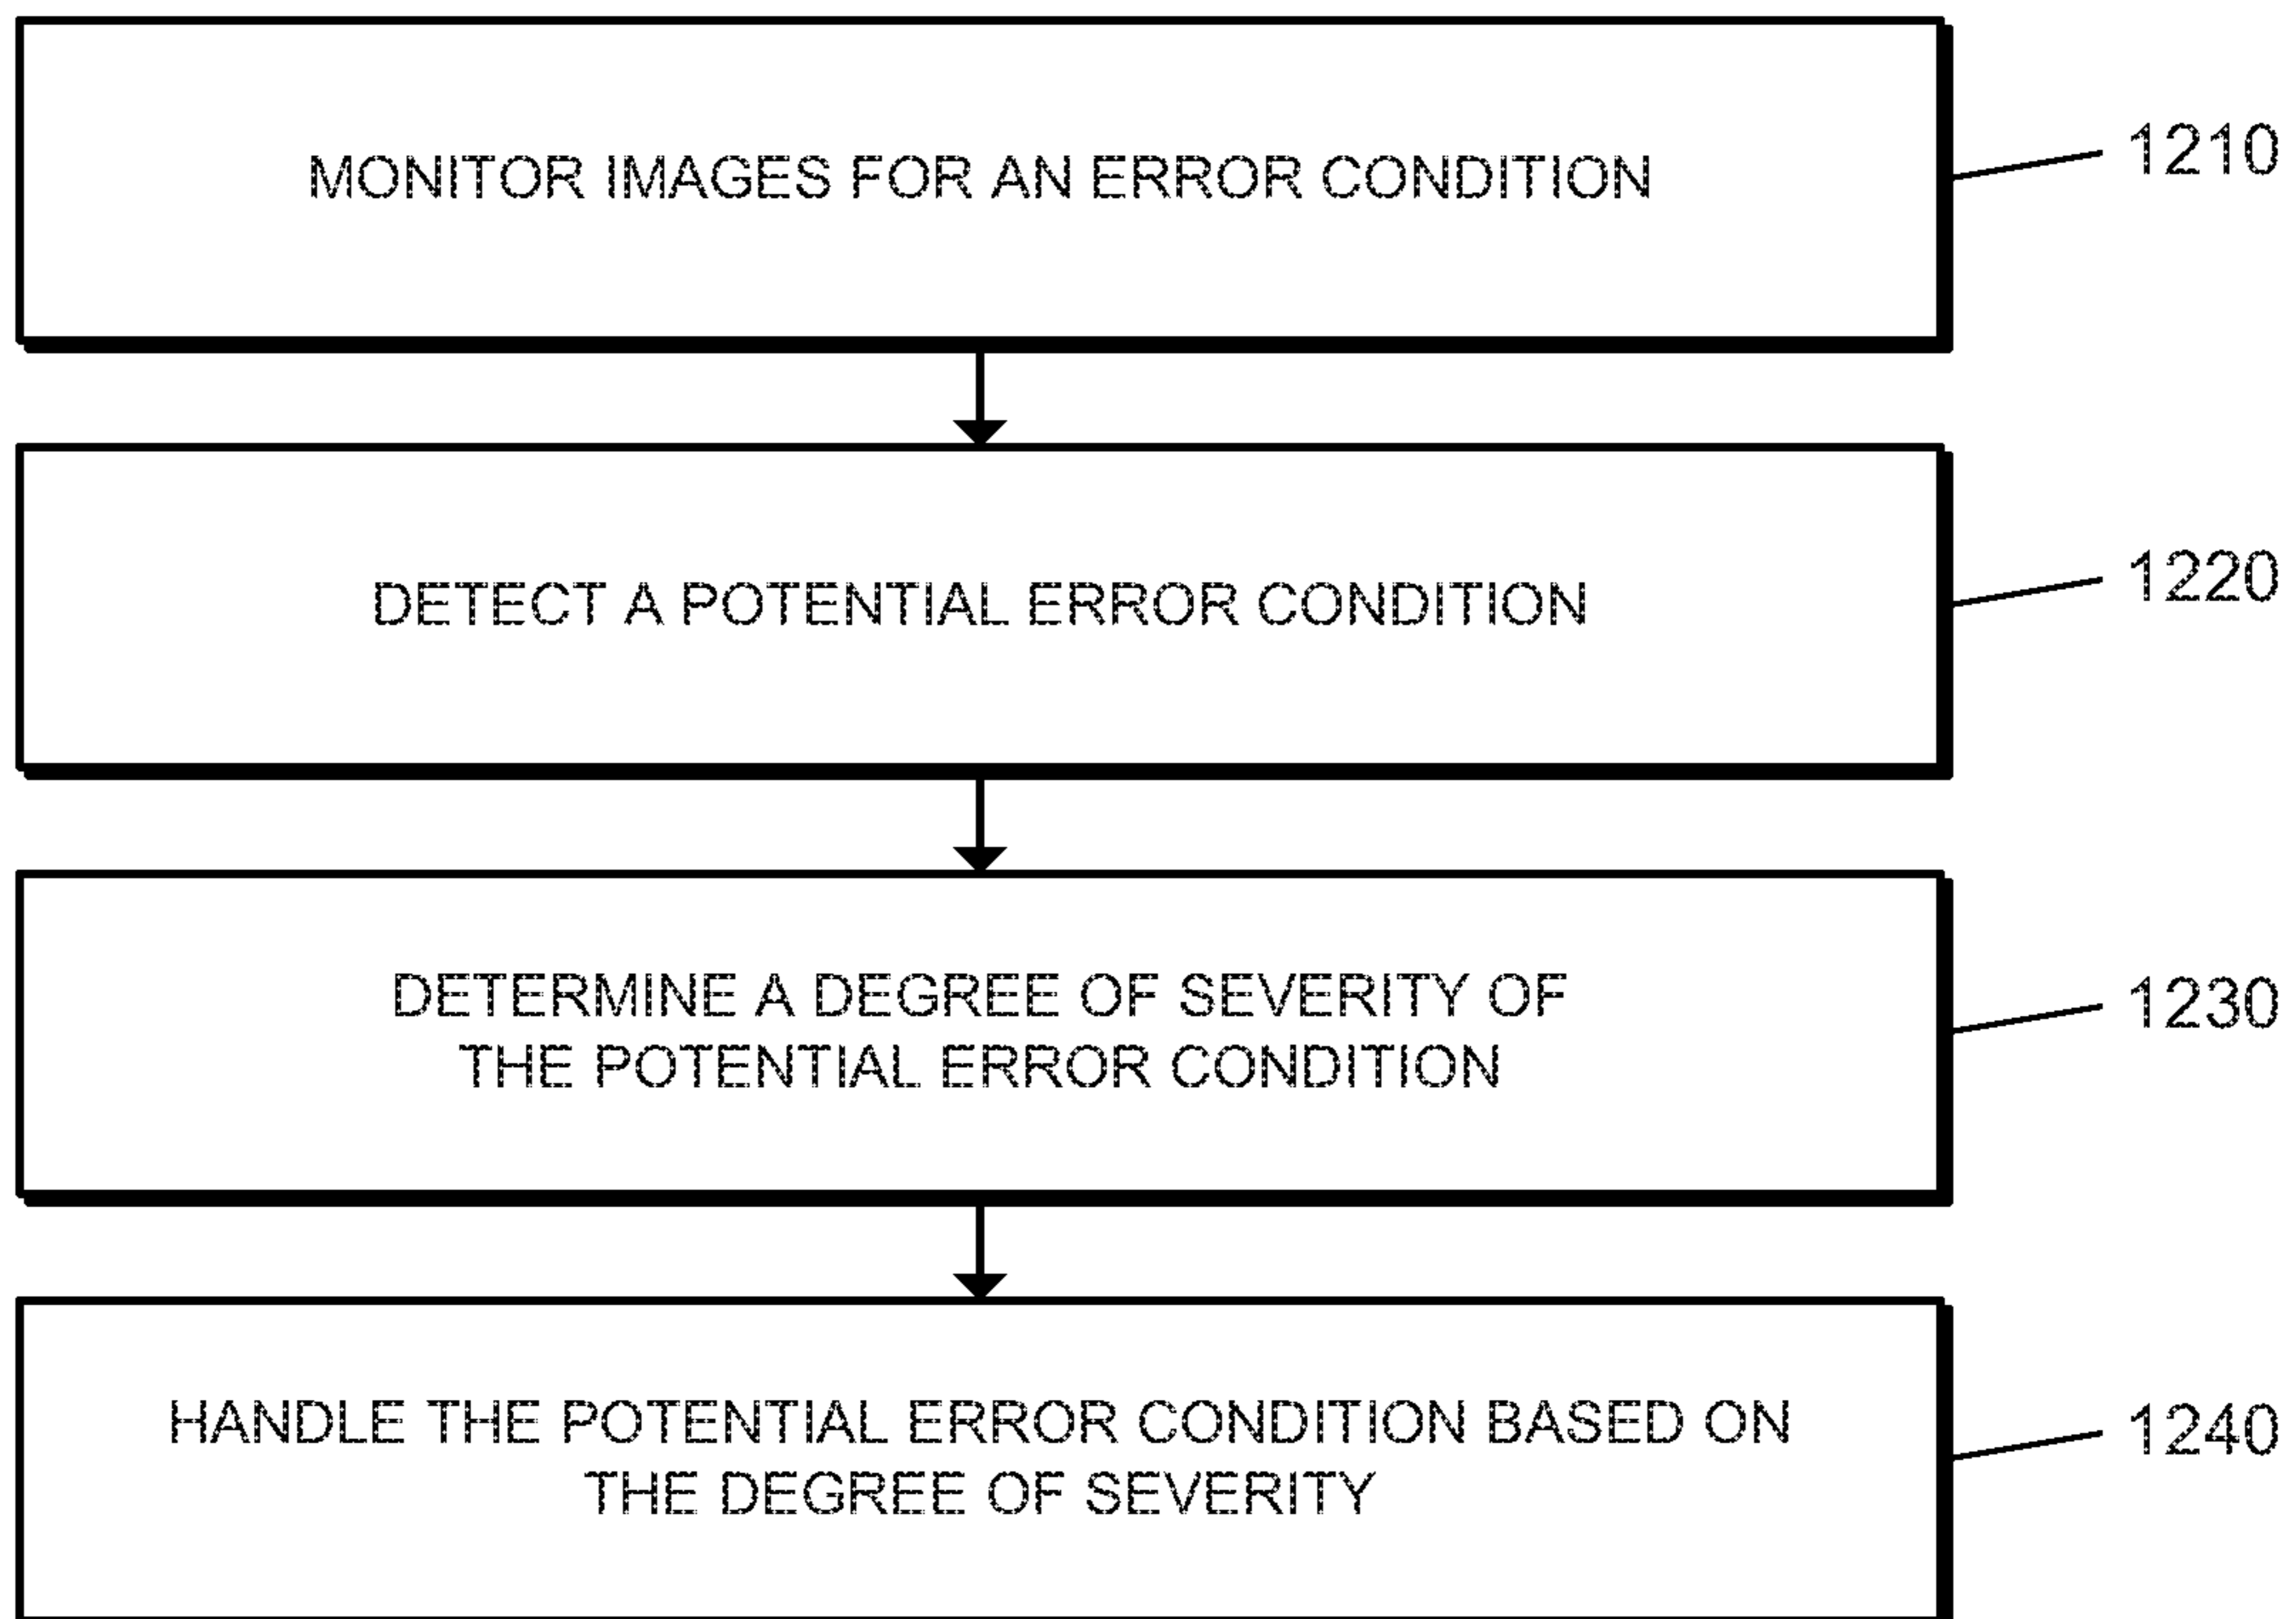 MONITOR IMAGES FOR AN ERROR CONDITION
1210
DETECT A POTENTIAL ERROR CONDITION
1220
DETERMINE A DEGREE OF SEVERITY OF
THE POTENTIAL ERROR CONDITION
1230
HANDLE THE POTENTIAL ERROR CONDITION BASED ON
THE DEGREE OF SEVERITY
1240